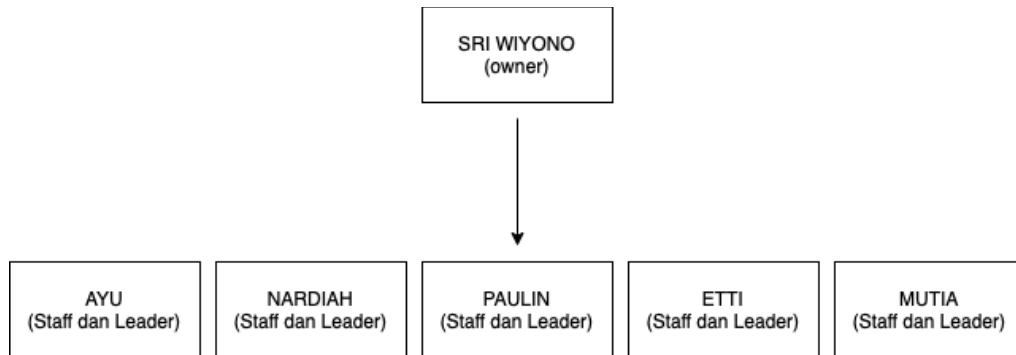 SRI WIYONO
(owner)
AYU
(Staff dan Leader)
NARDIAH
(Staff dan Leader)
PAULIN
(Staff dan Leader)
ETTI
(Staff dan Leader)
MUTIA
(Staff dan Leader)